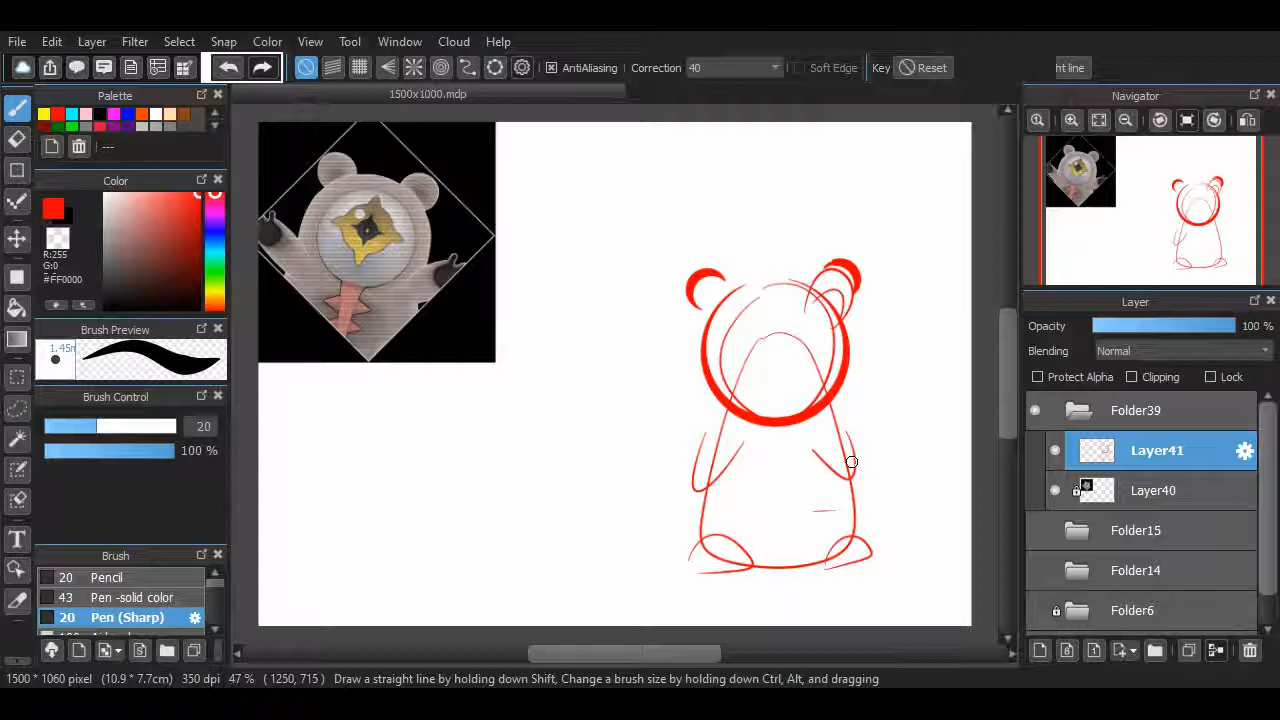 File Edit Layer Filter Select Snap Color View Tool Window Cloud Help
AntiAliasing Correction 40 Soft Edge Key Reset ht line
Palette
1500x1000.mdp
Navigator
---
Color
R:255
G:0
#FF0000
Layer
Opacity 100 %
Brush Preview
Blending Normal
1.45m
Protect Alpha Clipping Lock
Brush Control
Folder39
20
100 %
Layer41
Layer40
Folder15
Brush
Folder14
20 Pencil
43 Pen -solid color
Folder6
20 Pen (Sharp)
1500 * 1060 pixel (10.9 * 7.7cm) 350 dpi 47 % ( 1250, 715 ) Draw a straight line by holding down Shift, Change a brush size by holding down Ctrl, Alt, and dragging